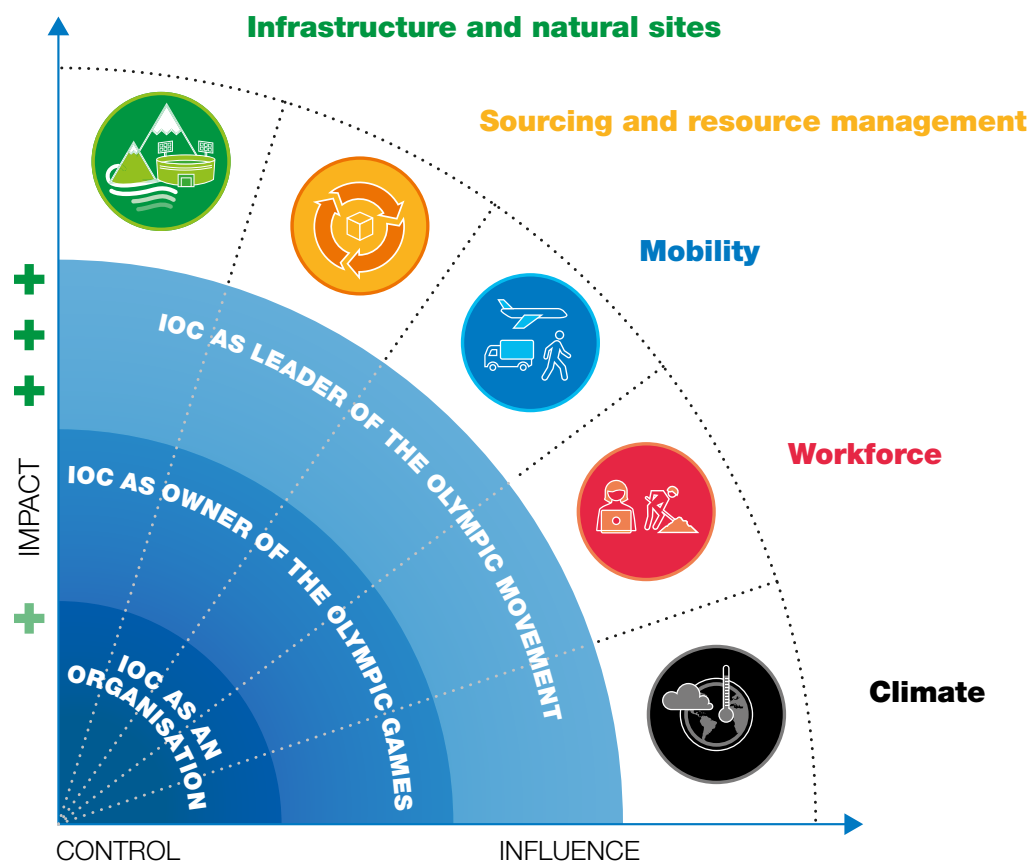 Infrastructure and natural sites
Sourcing and resource management
Mobility
Workforce
Climate
IOC AS LEADER OF THE OLYMPIC MOVEMENT
IOC AS OWNER OF THE OLYMPIC GAMES
IOC AS AN
ORGANISATION
+
+
+
IMPACT
+
CONTROL
INFLUENCE